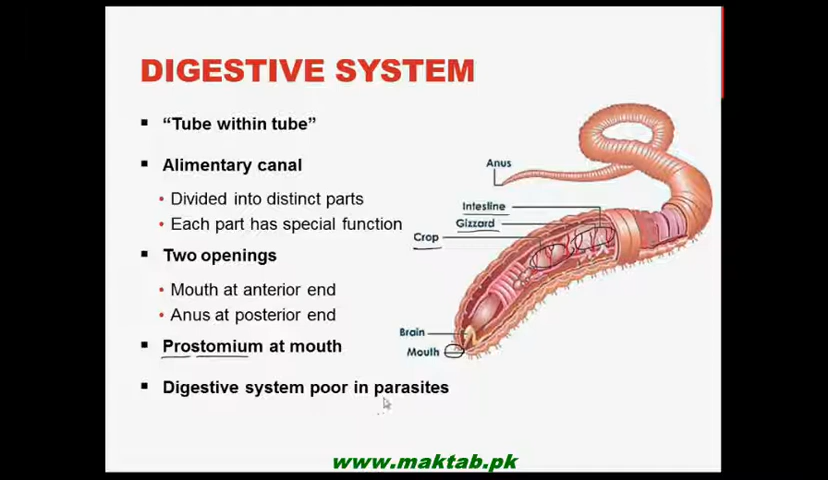 DIGESTIVE SYSTEM
“Tube within tube”
Alimentary canal
Divided into distinct parts
Each part has special function
Two openings
Mouth at anterior end
Anus at posterior end
Prostomium at mouth
Digestive system poor in parasites
Anus
Intestine
Gizzard
Crop
Brain
Mouth
www.maktab.pk